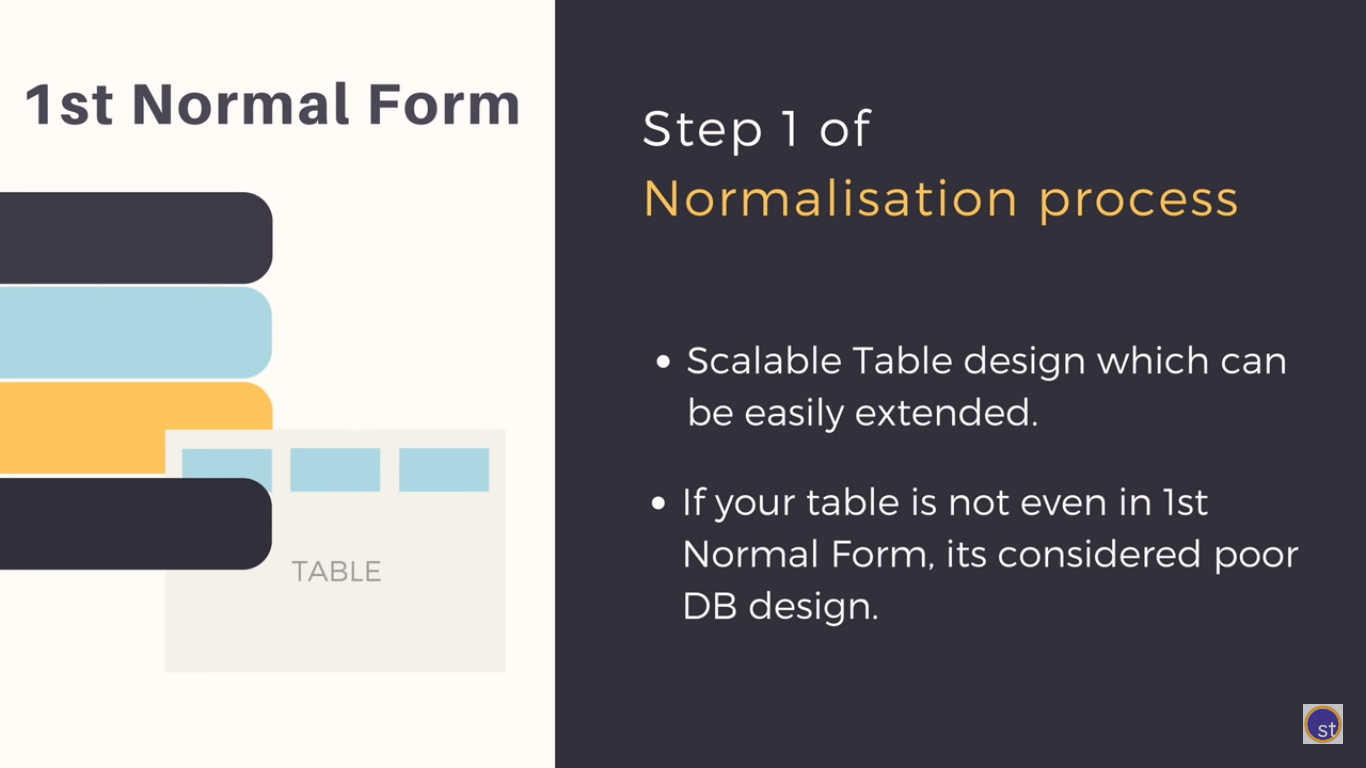 1st Normal Form
TABLE
Step 1 of
Normalisation process
• Scalable Table design which can
be easily extended.
• If your table is not even in 1st
Normal Form, its considered poor
DB design.
st